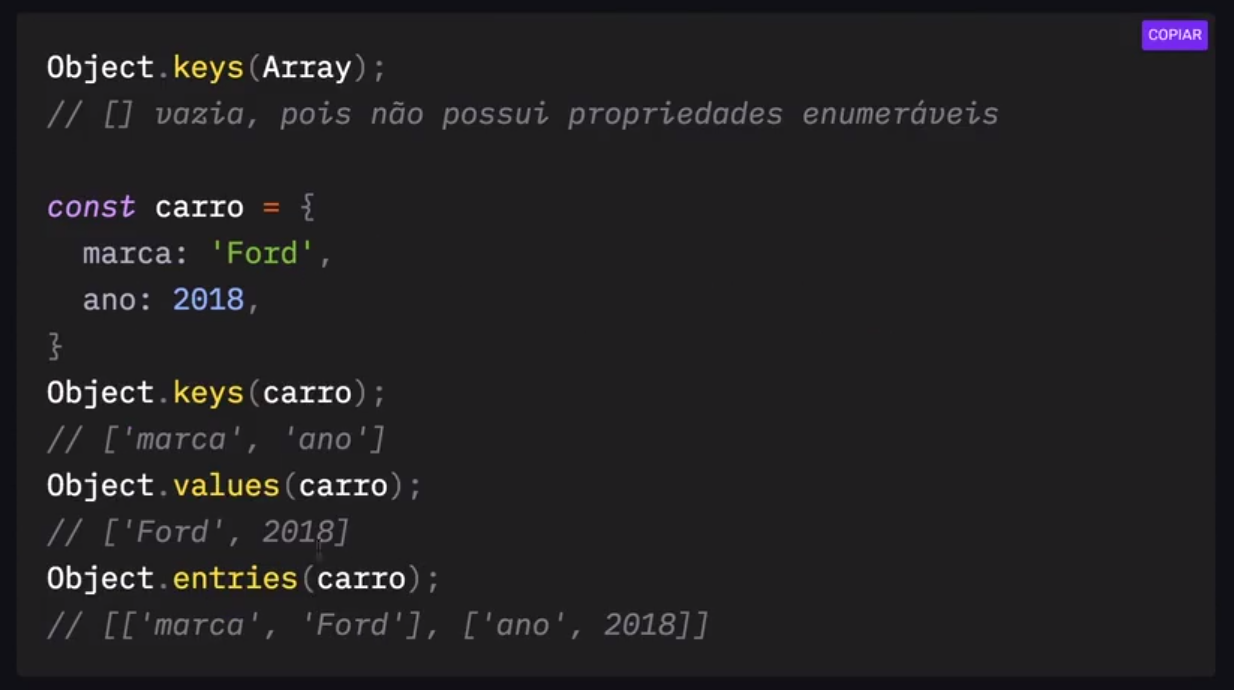 COPIAR
Object.keys(Array);
// [] vazia, pois não possui propriedades enumeráveis
const carro = {
  marca: 'Ford',
  ano: 2018,
}
Object.keys(carro);
// ['marca', 'ano']
Object.values(carro);
// ['Ford', 2018]
Object.entries(carro);
// [['marca', 'Ford'], ['ano', 2018]]